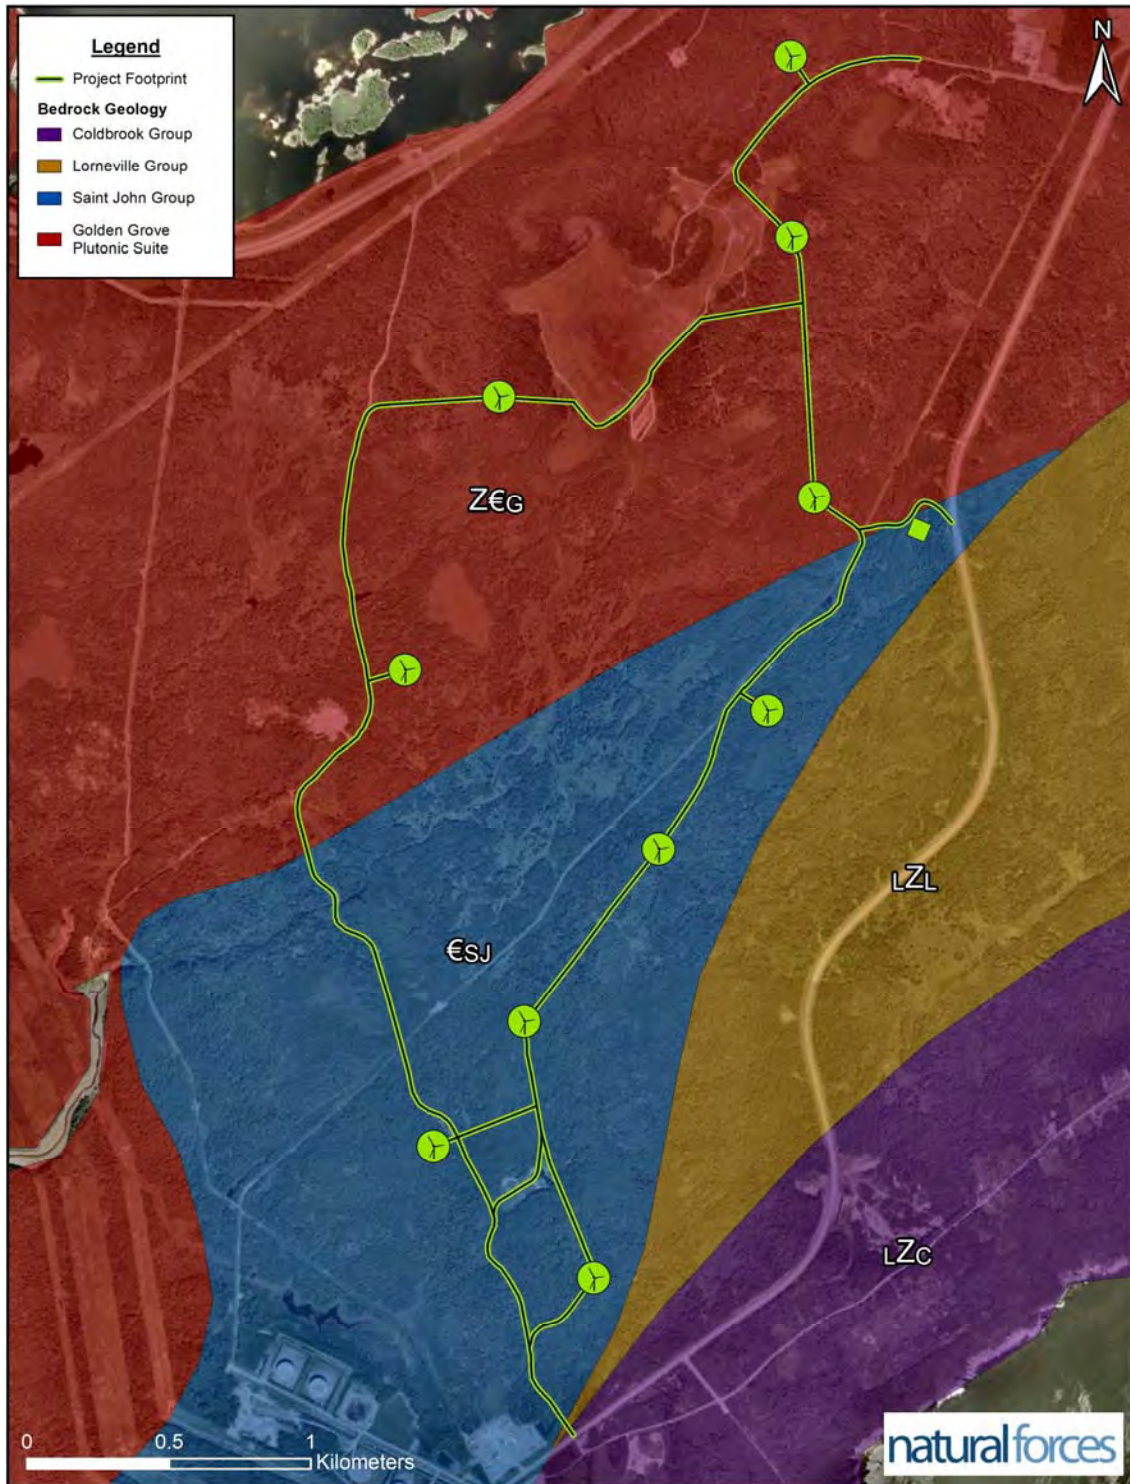 Legend
Project Footprint
Bedrock Geology
Coldbrook Group
Lorneville Group
Saint John Group
Golden Grove
Plutonic Suite
N
Z€G
LZL
€SJ
LZC
0 0.5 1
Kilometers
naturalforces